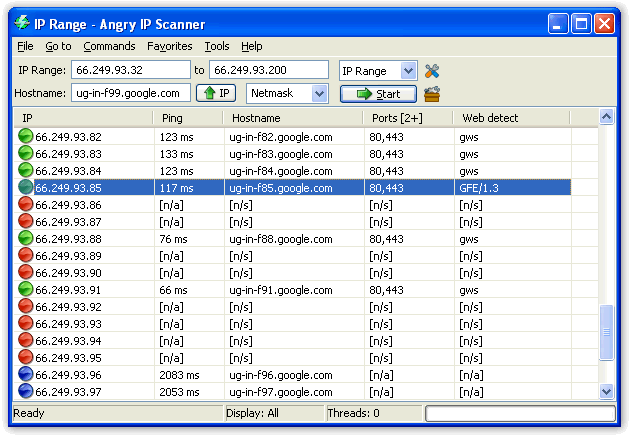 IP Range - Angry IP Scanner
File Go to Commands Favorites Tools Help
IP Range: 66.249.93.32 to 66.249.93.200 IP Range
Hostname: ug-in-f99.google.com IP Netmask Start
IP Ping Hostname Ports [2+] Web detect
66.249.93.82 123 ms ug-in-f82.google.com 80,443 gws
66.249.93.83 133 ms ug-in-f83.google.com 80,443 gws
66.249.93.84 123 ms ug-in-f84.google.com 80,443 gws
66.249.93.85 117 ms ug-in-f85.google.com 80,443 GFE/1.3
66.249.93.86 [n/a] [n/s] [n/s] [n/s]
66.249.93.87 [n/a] [n/s] [n/s] [n/s]
66.249.93.88 76 ms ug-in-f88.google.com 80,443 gws
66.249.93.89 [n/a] [n/s] [n/s] [n/s]
66.249.93.90 [n/a] [n/s] [n/s] [n/s]
66.249.93.91 66 ms ug-in-f91.google.com 80,443 gws
66.249.93.92 [n/a] [n/s] [n/s] [n/s]
66.249.93.93 [n/a] [n/s] [n/s] [n/s]
66.249.93.94 [n/a] [n/s] [n/s] [n/s]
66.249.93.95 [n/a] [n/s] [n/s] [n/s]
66.249.93.96 2083 ms ug-in-f96.google.com [n/a] [n/a]
66.249.93.97 2053 ms ug-in-f97.google.com [n/a] [n/a]
Ready Display: All Threads: 0